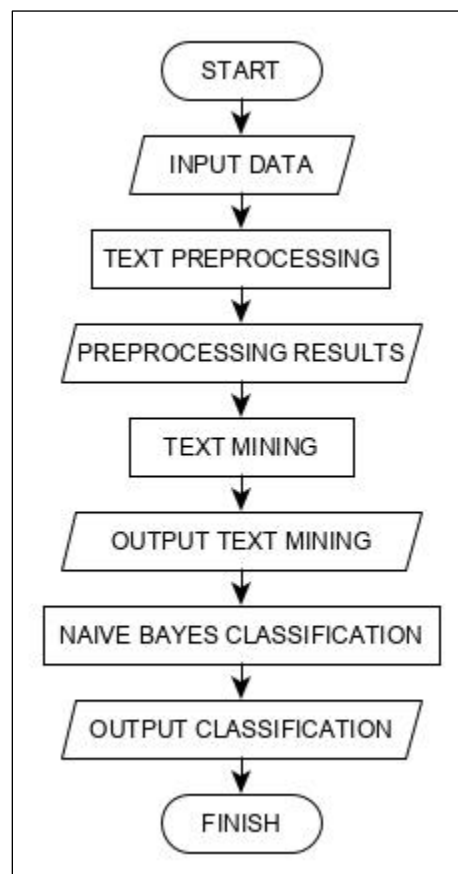 START
INPUT DATA
TEXT PREPROCESSING
PREPROCESSING RESULTS
TEXT MINING
OUTPUT TEXT MINING
NAIVE BAYES CLASSIFICATION
OUTPUT CLASSIFICATION
FINISH